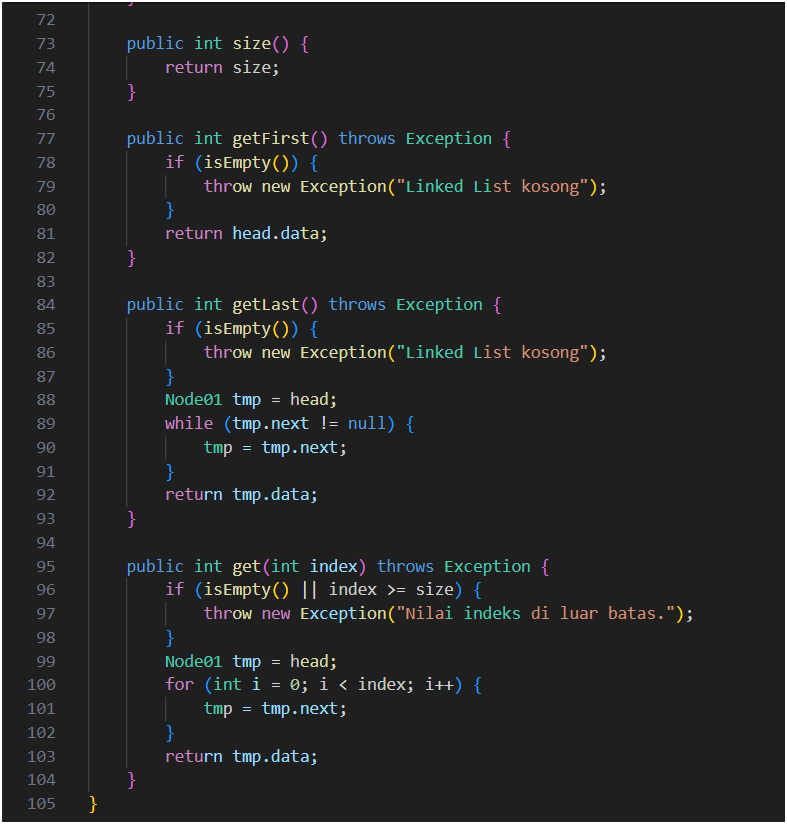 72
73     public int size() {
74         return size;
75     }
76
77     public int getFirst() throws Exception {
78         if (isEmpty()) {
79             throw new Exception("Linked List kosong");
80         }
81         return head.data;
82     }
83
84     public int getLast() throws Exception {
85         if (isEmpty()) {
86             throw new Exception("Linked List kosong");
87         }
88         Node01 tmp = head;
89         while (tmp.next != null) {
90             tmp = tmp.next;
91         }
92         return tmp.data;
93     }
94
95     public int get(int index) throws Exception {
96         if (isEmpty() || index >= size) {
97             throw new Exception("Nilai indeks di luar batas.");
98         }
99         Node01 tmp = head;
100         for (int i = 0; i < index; i++) {
101             tmp = tmp.next;
102         }
103         return tmp.data;
104     }
105 }